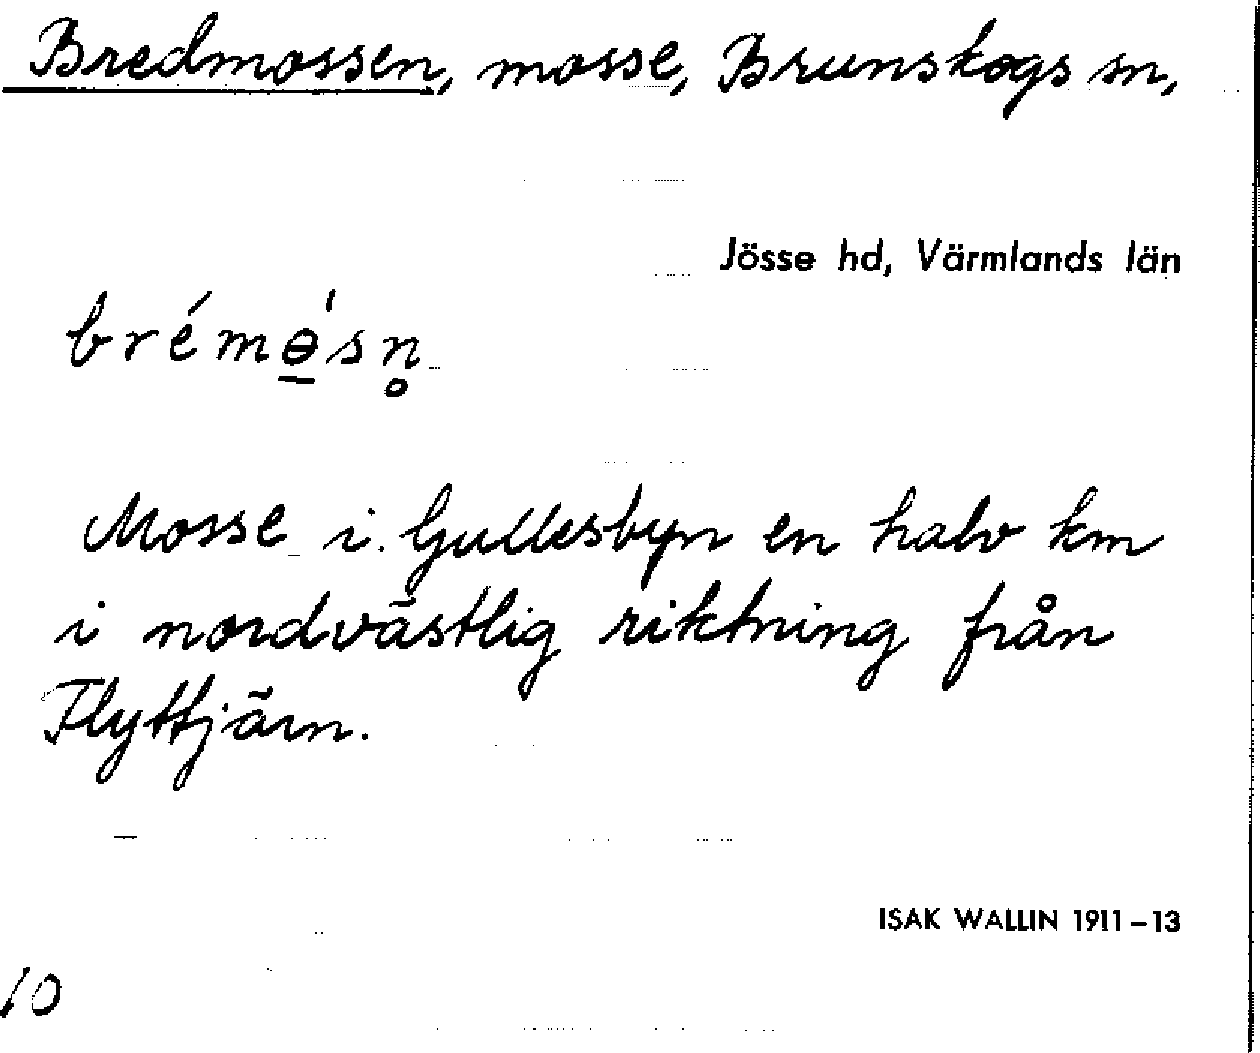 Bredmossen, mosse, Brunskogs sn,
Jösse hd, Värmlands län
brémɵ̠́sn̥
Mosse i Gullesbyn en halv km
i nordvästlig riktning från
Flyttjärn.
ISAK WALLIN 1911–13
10